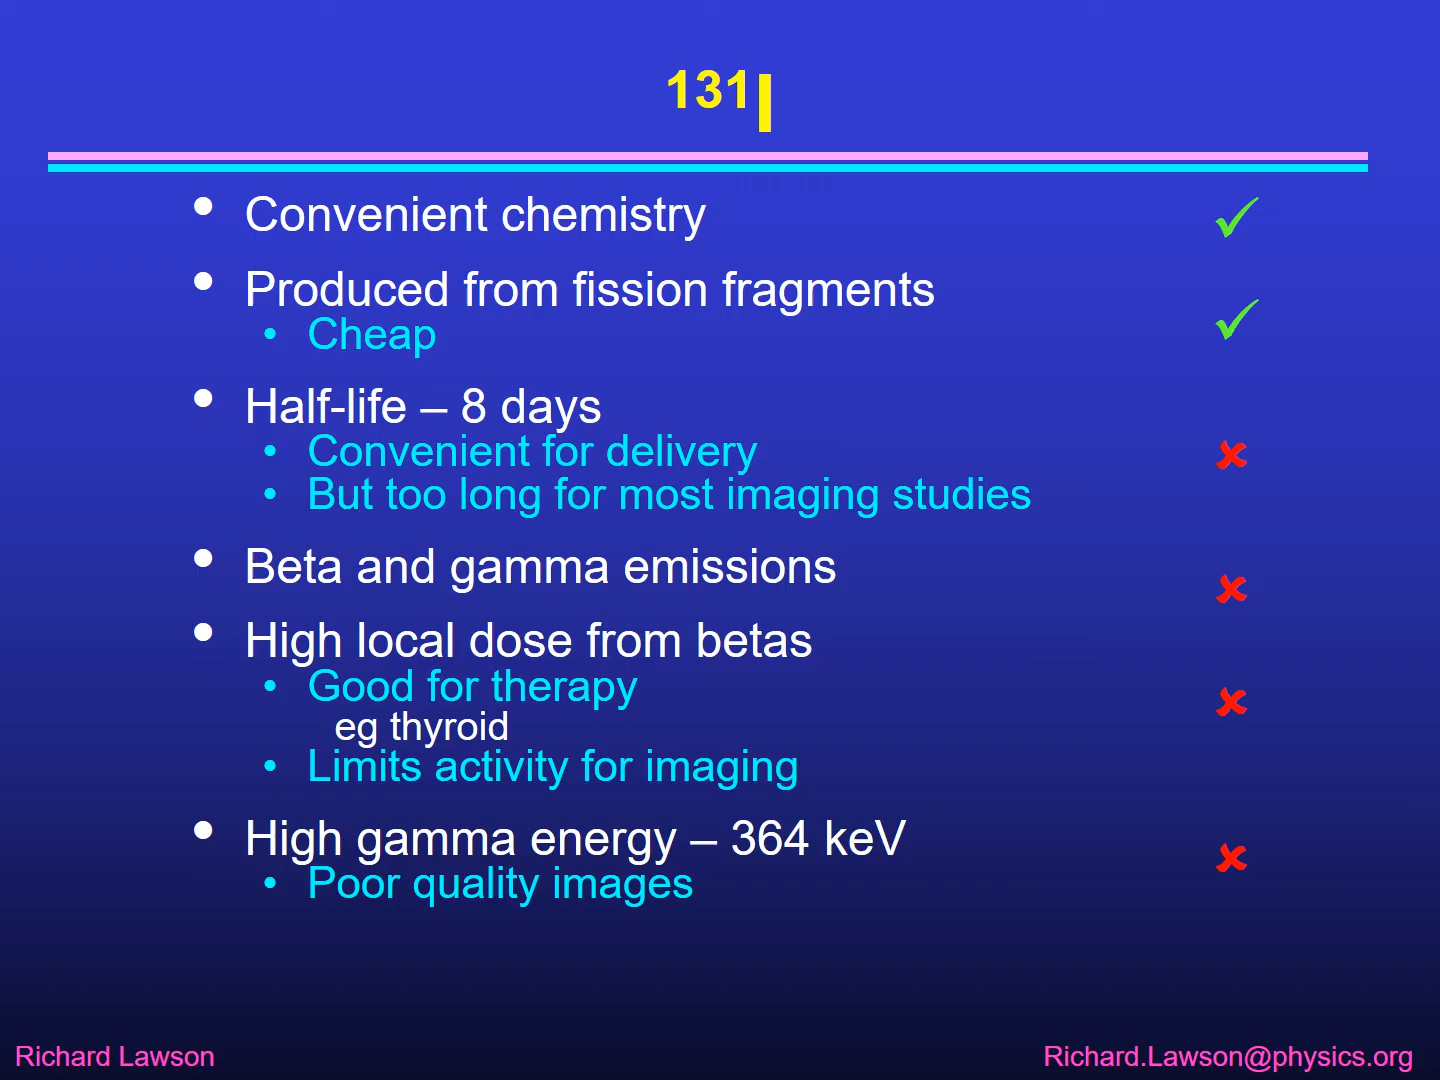 ¹³¹I
• Convenient chemistry ✓
• Produced from fission fragments
• Cheap ✓
• Half-life – 8 days
• Convenient for delivery ✘
• But too long for most imaging studies
• Beta and gamma emissions ✘
• High local dose from betas
• Good for therapy ✘
eg thyroid
• Limits activity for imaging
• High gamma energy – 364 keV ✘
• Poor quality images
Richard Lawson
Richard.Lawson@physics.org